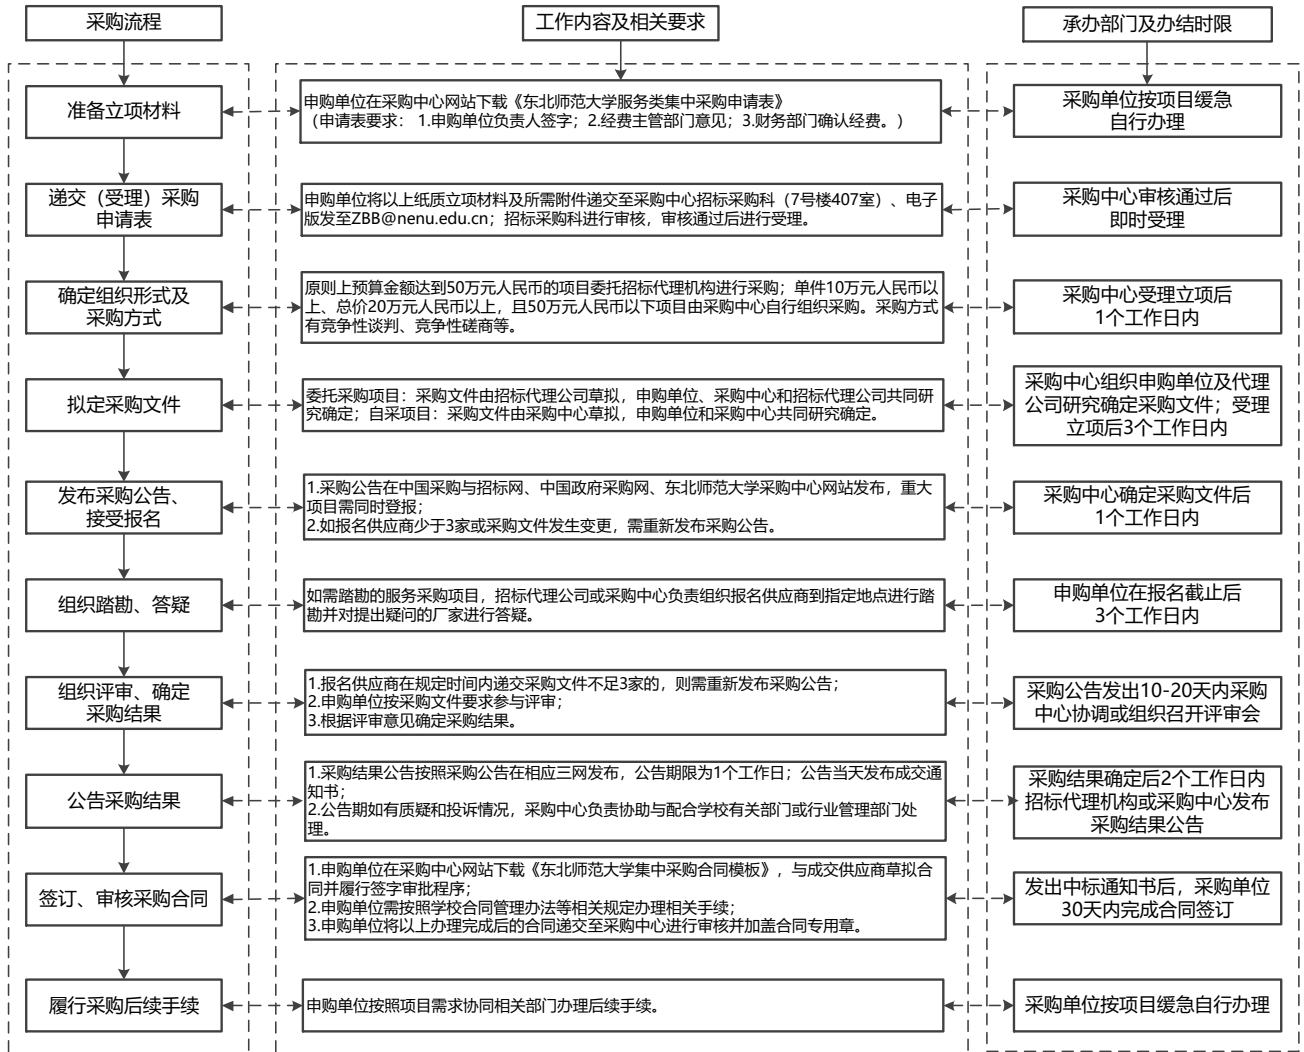 采购流程
工作内容及相关要求
承办部门及办结时限
准备立项材料
申购单位在采购中心网站下载《东北师范大学服务类集中采购申请表》
（申请表要求： 1.申购单位负责人签字；2.经费主管部门意见；3.财务部门确认经费。）
采购单位按项目缓急
自行办理
递交（受理）采购
申请表
申购单位将以上纸质立项材料及所需附件递交至采购中心招标采购科（7号楼407室）、电子
版发至ZBB@nenu.edu.cn；招标采购科进行审核，审核通过后进行受理。
采购中心审核通过后
即时受理
确定组织形式及
采购方式
原则上预算金额达到50万元人民币的项目委托招标代理机构进行采购；单件10万元人民币以
上、总价20万元人民币以上，且50万元人民币以下项目由采购中心自行组织采购。采购方式
有竞争性谈判、竞争性磋商等。
采购中心受理立项后
1个工作日内
拟定采购文件
委托采购项目：采购文件由招标代理公司草拟，申购单位、采购中心和招标代理公司共同研
究确定；自采项目：采购文件由采购中心草拟，申购单位和采购中心共同研究确定。
采购中心组织申购单位及代理
公司研究确定采购文件；受理
立项后3个工作日内
发布采购公告、
接受报名
1.采购公告在中国采购与招标网、中国政府采购网、东北师范大学采购中心网站发布，重大
项目需同时登报；
2.如报名供应商少于3家或采购文件发生变更，需重新发布采购公告。
采购中心确定采购文件后
1个工作日内
组织踏勘、答疑
如需踏勘的服务采购项目，招标代理公司或采购中心负责组织报名供应商到指定地点进行踏
勘并对提出疑问的厂家进行答疑。
申购单位在报名截止后
3个工作日内
组织评审、确定
采购结果
1.报名供应商在规定时间内递交采购文件不足3家的，则需重新发布采购公告；
2.申购单位按采购文件要求参与评审；
3.根据评审意见确定采购结果。
采购公告发出10-20天内采购
中心协调或组织召开评审会
公告采购结果
1.采购结果公告按照采购公告在相应三网发布，公告期限为1个工作日；公告当天发布成交通
知书；
2.公告期如有质疑和投诉情况，采购中心负责协助与配合学校有关部门或行业管理部门处
理。
采购结果确定后2个工作日内
招标代理机构或采购中心发布
采购结果公告
签订、审核采购合同
1.申购单位在采购中心网站下载《东北师范大学集中采购合同模板》，与成交供应商草拟合
同并履行签字审批程序；
2.申购单位需按照学校合同管理办法等相关规定办理相关手续；
3.申购单位将以上办理完成后的合同递交至采购中心进行审核并加盖合同专用章。
发出中标通知书后，采购单位
30天内完成合同签订
履行采购后续手续
申购单位按照项目需求协同相关部门办理后续手续。
采购单位按项目缓急自行办理